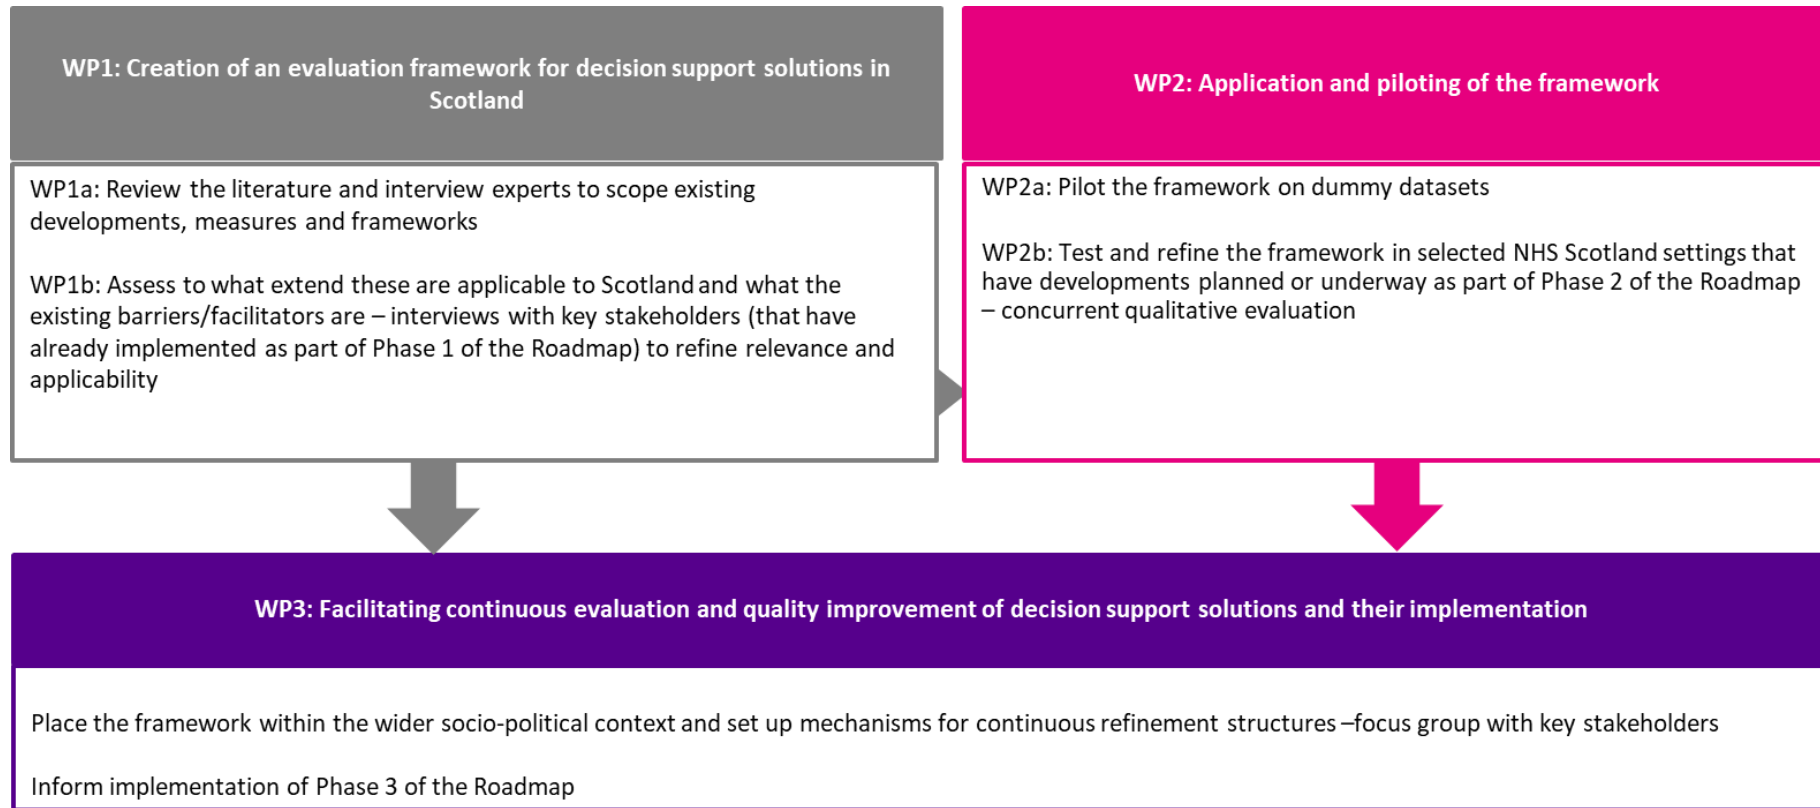 WP1: Creation of an evaluation framework for decision support solutions in
Scotland
WP1a: Review the literature and interview experts to scope existing
developments, measures and frameworks
WP1b: Assess to what extend these are applicable to Scotland and what the
existing barriers/facilitators are – interviews with key stakeholders (that have
already implemented as part of Phase 1 of the Roadmap) to refine relevance and
applicability
WP2: Application and piloting of the framework
WP2a: Pilot the framework on dummy datasets
WP2b: Test and refine the framework in selected NHS Scotland settings that
have developments planned or underway as part of Phase 2 of the Roadmap
– concurrent qualitative evaluation
WP3: Facilitating continuous evaluation and quality improvement of decision support solutions and their implementation
Place the framework within the wider socio-political context and set up mechanisms for continuous refinement structures –focus group with key stakeholders
Inform implementation of Phase 3 of the Roadmap